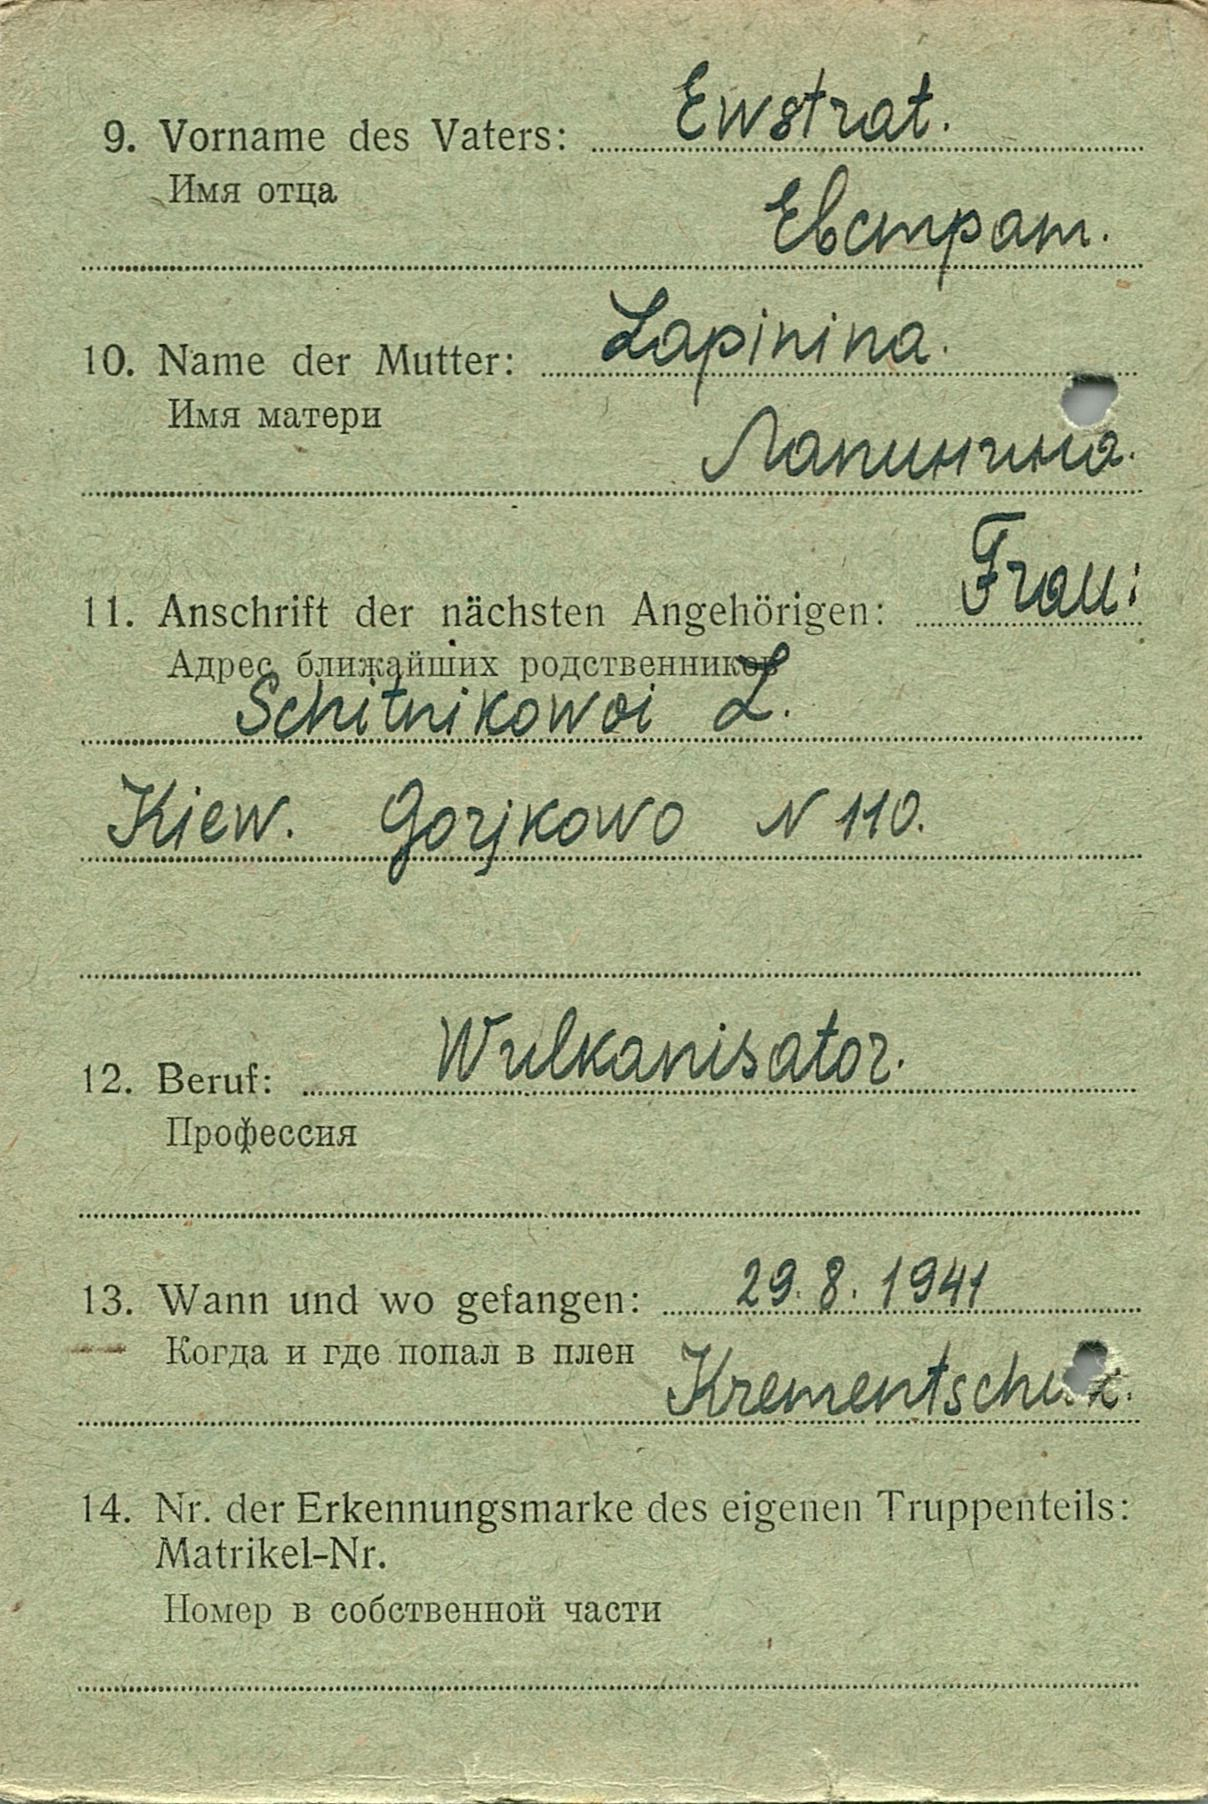 9. Vorname des Vaters: Ewstrat.
Имя отца
Евстрат.
10. Name der Mutter: Lapinina.
Имя матери
Лапинина.
11. Anschrift der nächsten Angehörigen: Frau:
Адрес ближайших родственников
Schitnikowoi L.
Kiew. Gorjkowo N 110.
12. Beruf: Wulkanisator.
Профессия
13. Wann und wo gefangen: 29. 8. 1941
Когда и где попал в плен
Krementschuk.
14. Nr. der Erkennungsmarke des eigenen Truppenteils:
Matrikel-Nr.
Номер в собственной части